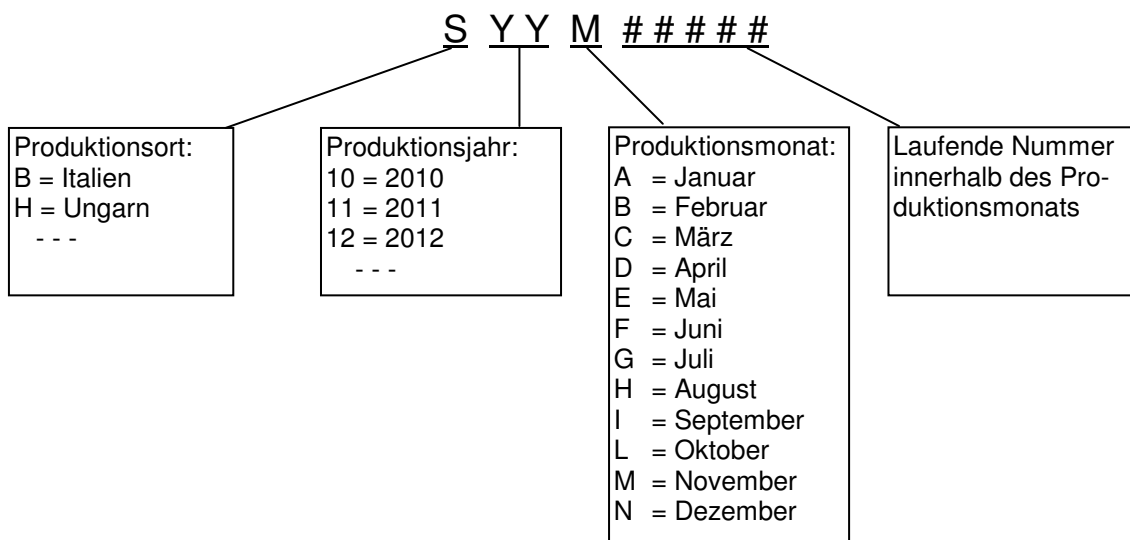 S YY M #####
Produktionsort:
B = Italien
H = Ungarn
- - -
Produktionsjahr:
10 = 2010
11 = 2011
12 = 2012
- - -
Produktionsmonat:
A = Januar
B = Februar
C = März
D = April
E = Mai
F = Juni
G = Juli
H = August
I = September
L = Oktober
M = November
N = Dezember
Laufende Nummer
innerhalb des Pro-
duktionsmonats